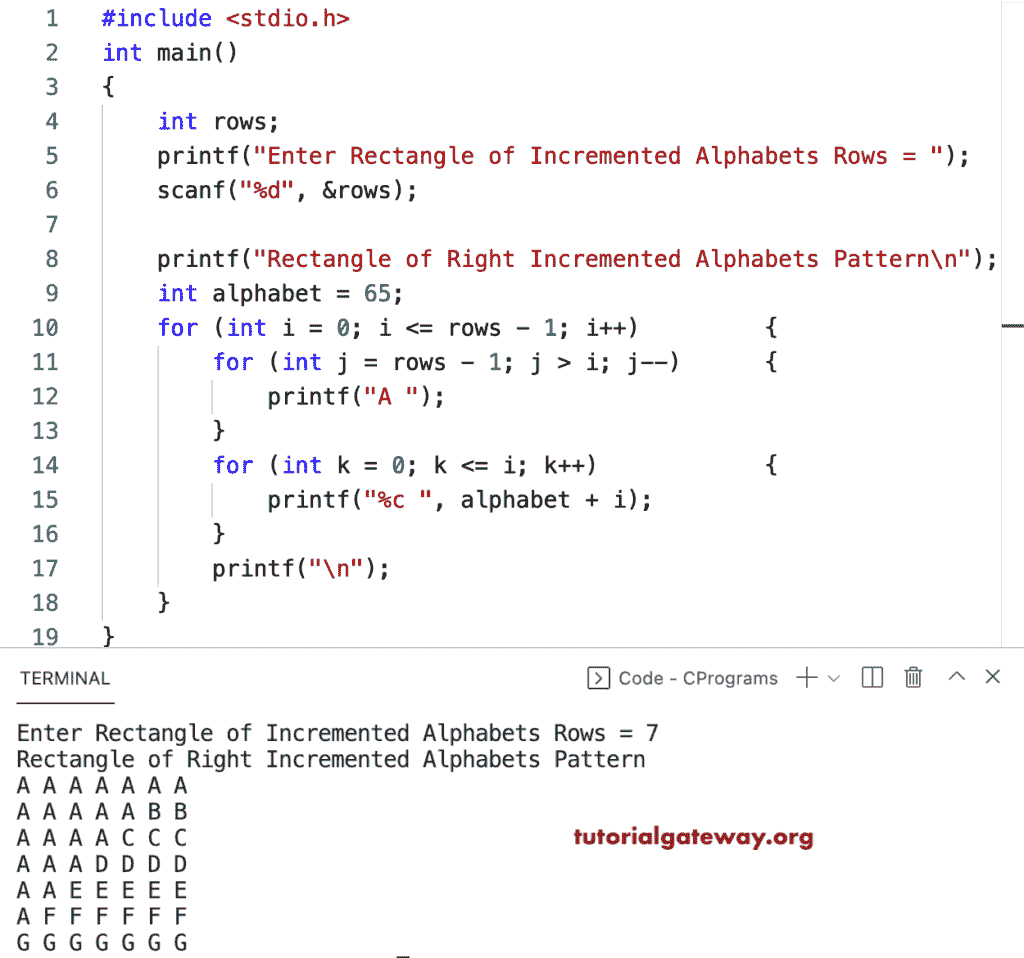 1 #include <stdio.h>
2 int main()
3 {
4     int rows;
5     printf("Enter Rectangle of Incremented Alphabets Rows = ");
6     scanf("%d", &rows);
7
8     printf("Rectangle of Right Incremented Alphabets Pattern\n");
9     int alphabet = 65;
10     for (int i = 0; i <= rows - 1; i++)         {
11         for (int j = rows - 1; j > i; j--)      {
12             printf("A ");
13         }
14         for (int k = 0; k <= i; k++)            {
15             printf("%c ", alphabet + i);
16         }
17         printf("\n");
18     }
19 }
TERMINAL Code - CPrograms
Enter Rectangle of Incremented Alphabets Rows = 7
Rectangle of Right Incremented Alphabets Pattern
A A A A A A A
A A A A A B B
A A A A C C C
A A A D D D D
A A E E E E E
A F F F F F F
G G G G G G G
tutorialgateway.org